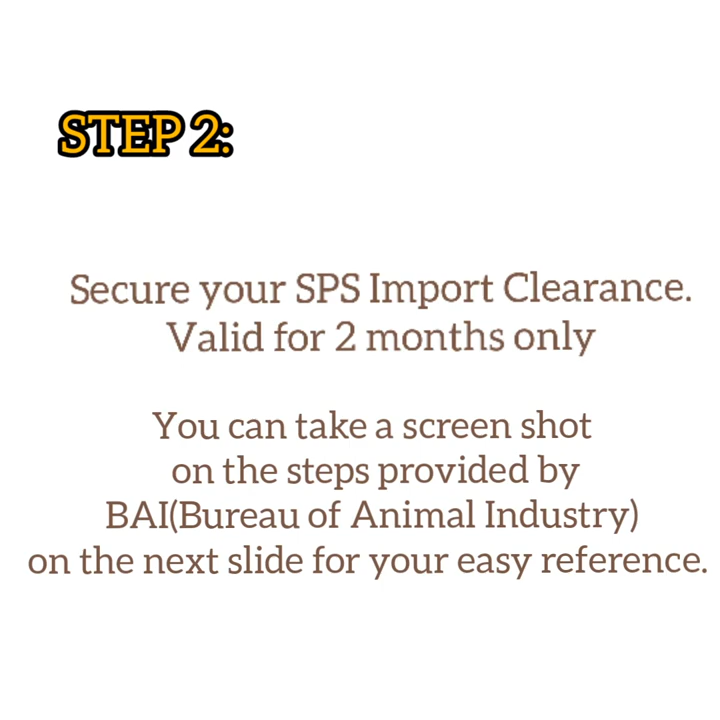 STEP 2:
Secure your SPS Import Clearance.
Valid for 2 months only
You can take a screen shot
on the steps provided by
BAI(Bureau of Animal Industry)
on the next slide for your easy reference.